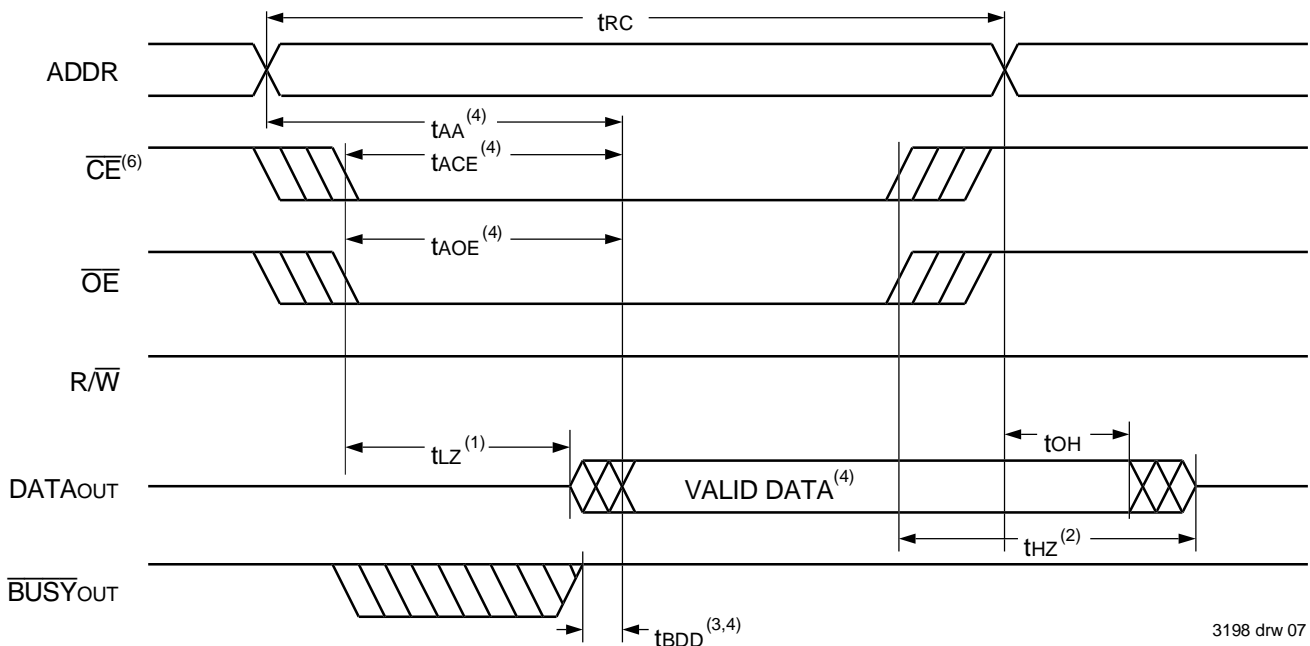 tRC
ADDR
tAA(4)
CE(6)
tACE(4)
tAOE(4)
OE
R/W
tLZ(1)
tOH
DATAOUT
VALID DATA(4)
tHZ(2)
BUSYOUT
tBDD(3,4)
3198 drw 07